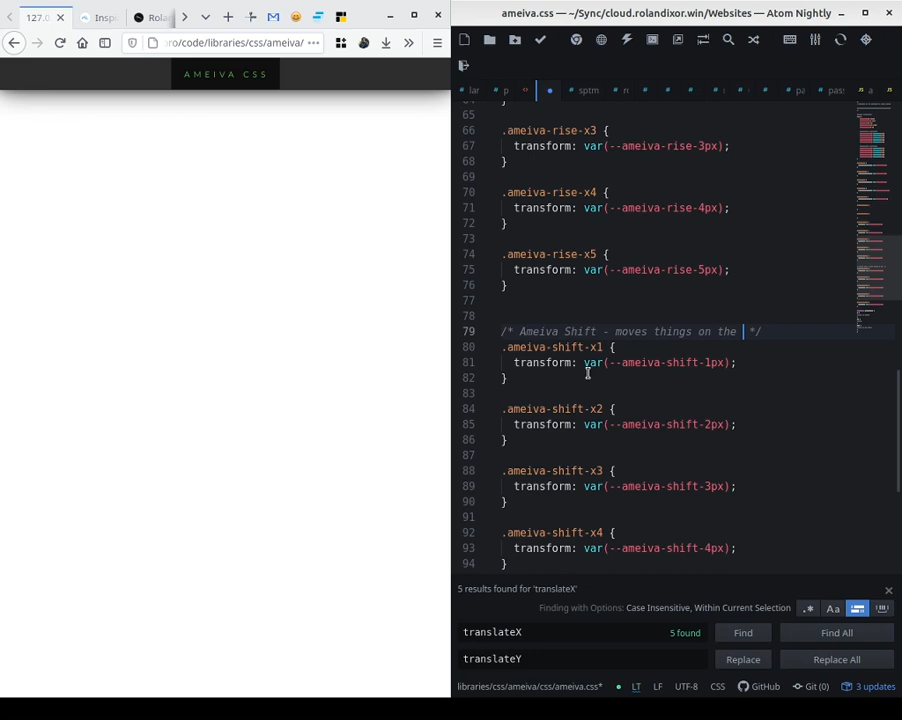 127.0
Inspi
Rola
ro/code/libraries/css/ameiva/
AMEIVA CSS
ameiva.css — ~/Sync/cloud.rolandixor.win/Websites — Atom Nightly
lar
p
sptm
pa
pas
a
65
66 .ameiva-rise-x3 {
67 transform: var(--ameiva-rise-3px);
68 }
69
70 .ameiva-rise-x4 {
71 transform: var(--ameiva-rise-4px);
72 }
73
74 .ameiva-rise-x5 {
75 transform: var(--ameiva-rise-5px);
76 }
77
78
79 /* Ameiva Shift - moves things on the */
80 .ameiva-shift-x1 {
81 transform: var(--ameiva-shift-1px);
82 }
83
84 .ameiva-shift-x2 {
85 transform: var(--ameiva-shift-2px);
86 }
87
88 .ameiva-shift-x3 {
89 transform: var(--ameiva-shift-3px);
90 }
91
92 .ameiva-shift-x4 {
93 transform: var(--ameiva-shift-4px);
94 }
5 results found for 'translateX'
Finding with Options: Case Insensitive, Within Current Selection
.* Aa
translateX 5 found Find Find All
translateY Replace Replace All
libraries/css/ameiva/css/ameiva.css* LT LF UTF-8 CSS GitHub Git (0) 3 updates